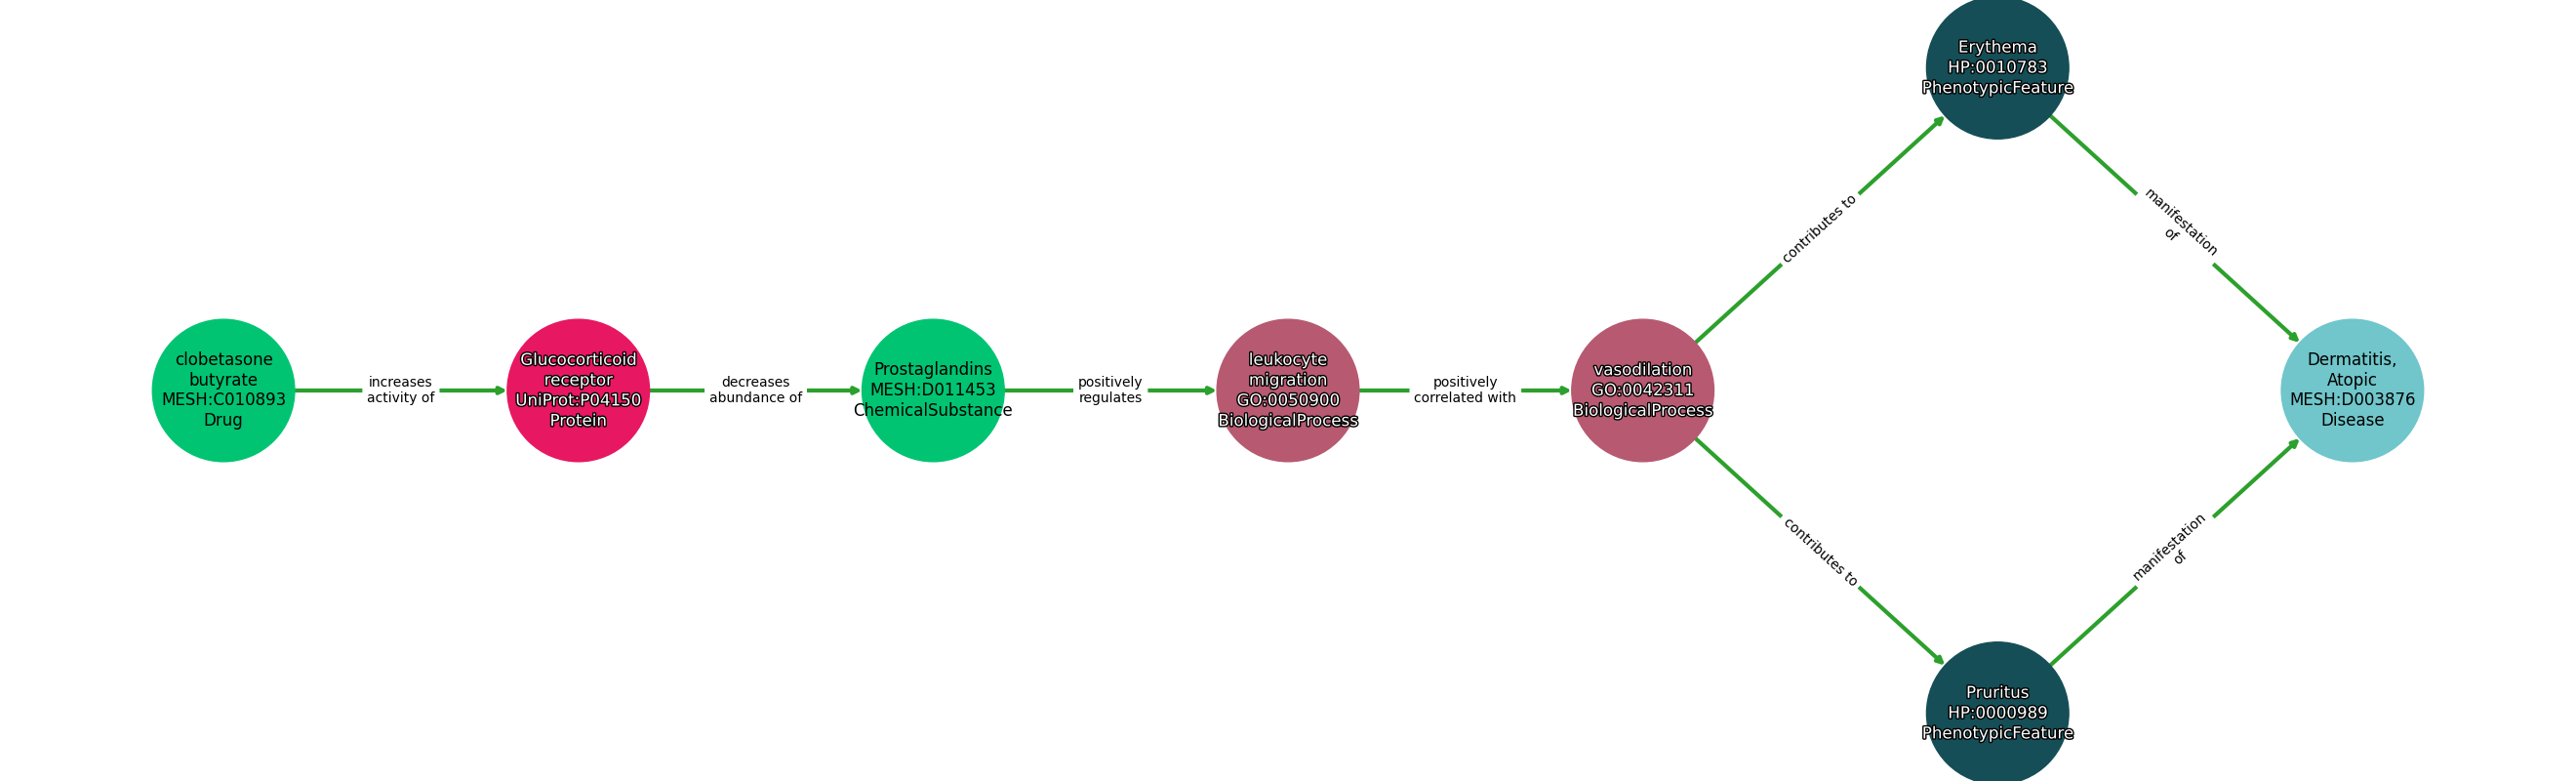 clobetasone
butyrate
MESH:C010893
Drug
increases
activity of
Glucocorticoid
receptor
UniProt:P04150
Protein
decreases
abundance of
Prostaglandins
MESH:D011453
ChemicalSubstance
positively
regulates
leukocyte
migration
GO:0050900
BiologicalProcess
positively
correlated with
vasodilation
GO:0042311
BiologicalProcess
contributes to
Erythema
HP:0010783
PhenotypicFeature
manifestation
of
contributes to
Pruritus
HP:0000989
PhenotypicFeature
manifestation
of
Dermatitis,
Atopic
MESH:D003876
Disease